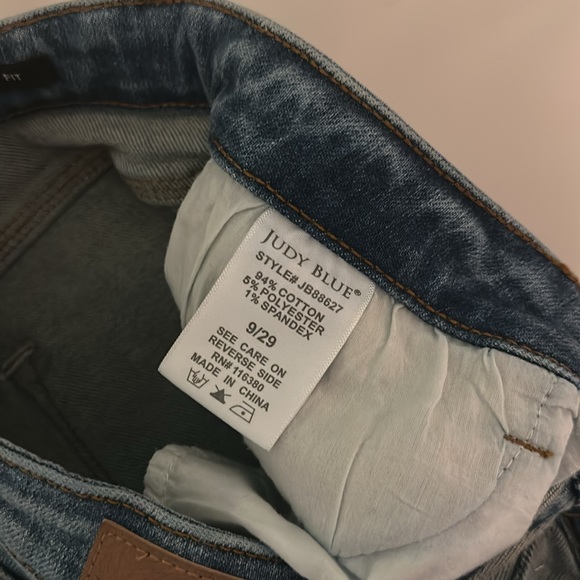 FIT
JUDY BLUE®
STYLE# JB88627
94% COTTON
5% POLYESTER
1% SPANDEX
9/29
SEE CARE ON
REVERSE SIDE
RN# 116380
MADE IN CHINA